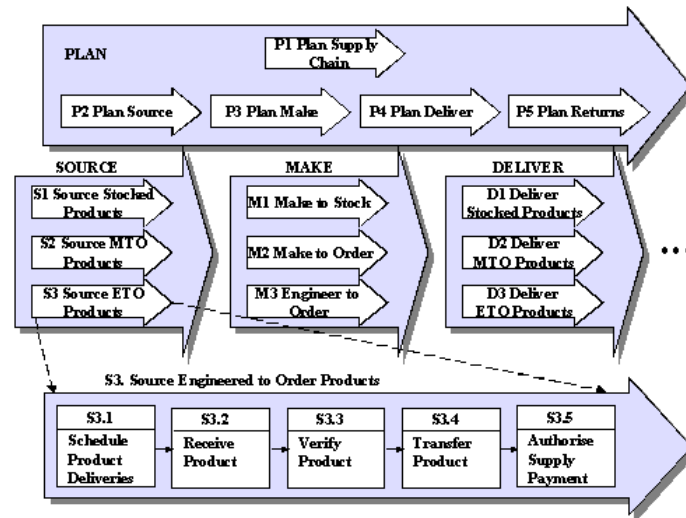 PLAN
P1 Plan Supply
Chain
P2 Plan Source
P3 Plan Make
P4 Plan Deliver
P5 Plan Returns
SOURCE
S1 Source Stocked
Products
S2 Source MTO
Products
S3 Source ETO
Products
MAKE
M1 Make to Stock
M2 Make to Order
M3 Engineer to
Order
DELIVER
D1 Deliver
Stocked Products
D2 Deliver
MTO Products
D3 Deliver
ETO Products
...
S3. Source Engineered to Order Products
S3.1
Schedule
Product
Deliveries
S3.2
Receive
Product
S3.3
Verify
Product
S3.4
Transfer
Product
S3.5
Authorise
Supply
Payment